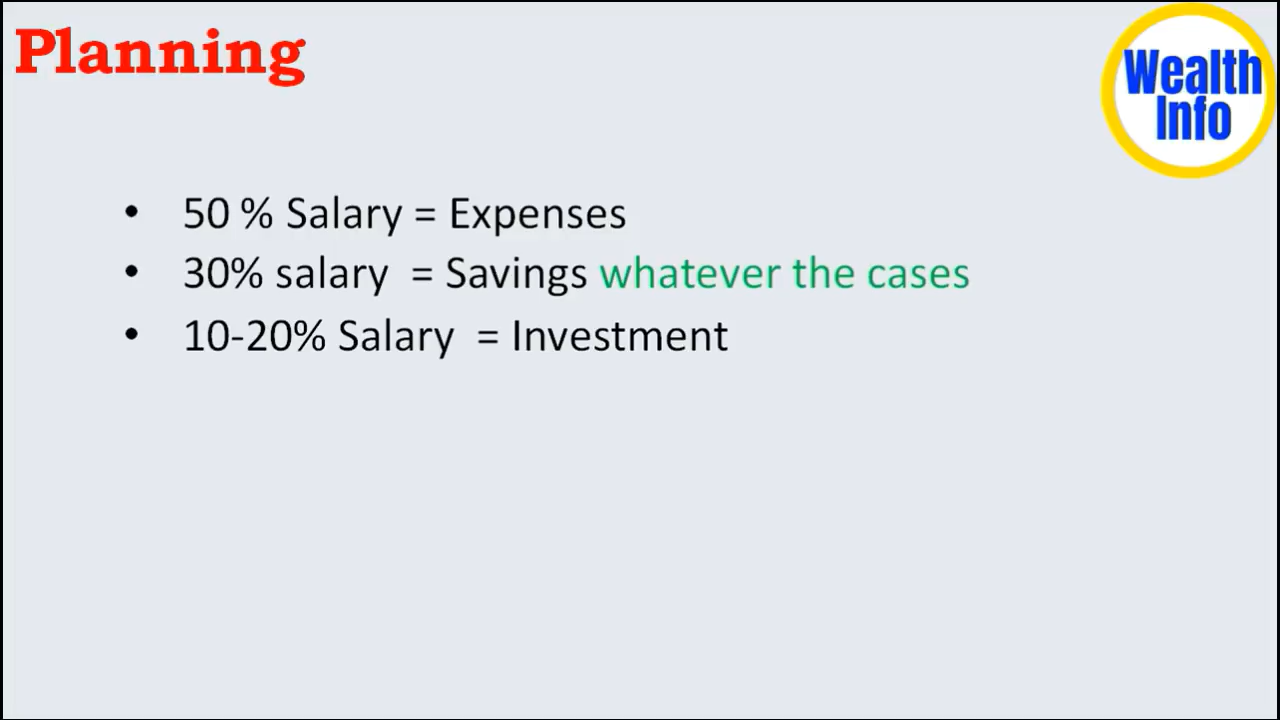 Planning
Wealth
Info
• 50 % Salary = Expenses
• 30% salary = Savings whatever the cases
• 10-20% Salary = Investment